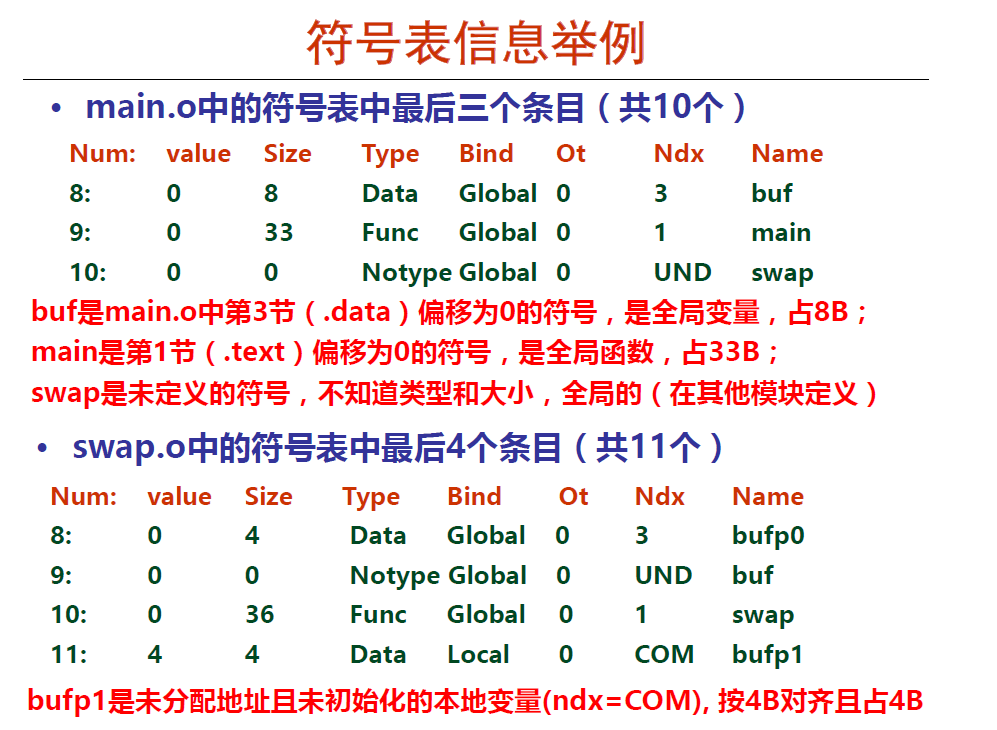 符号表信息举例
• main.o中的符号表中最后三个条目（共10个）
Num: value Size Type Bind Ot Ndx Name
8: 0 8 Data Global 0 3 buf
9: 0 33 Func Global 0 1 main
10: 0 0 Notype Global 0 UND swap
buf是main.o中第3节（.data）偏移为0的符号，是全局变量，占8B；
main是第1节（.text）偏移为0的符号，是全局函数，占33B；
swap是未定义的符号，不知道类型和大小，全局的（在其他模块定义）
• swap.o中的符号表中最后4个条目（共11个）
Num: value Size Type Bind Ot Ndx Name
8: 0 4 Data Global 0 3 bufp0
9: 0 0 Notype Global 0 UND buf
10: 0 36 Func Global 0 1 swap
11: 4 4 Data Local 0 COM bufp1
bufp1是未分配地址且未初始化的本地变量(ndx=COM), 按4B对齐且占4B